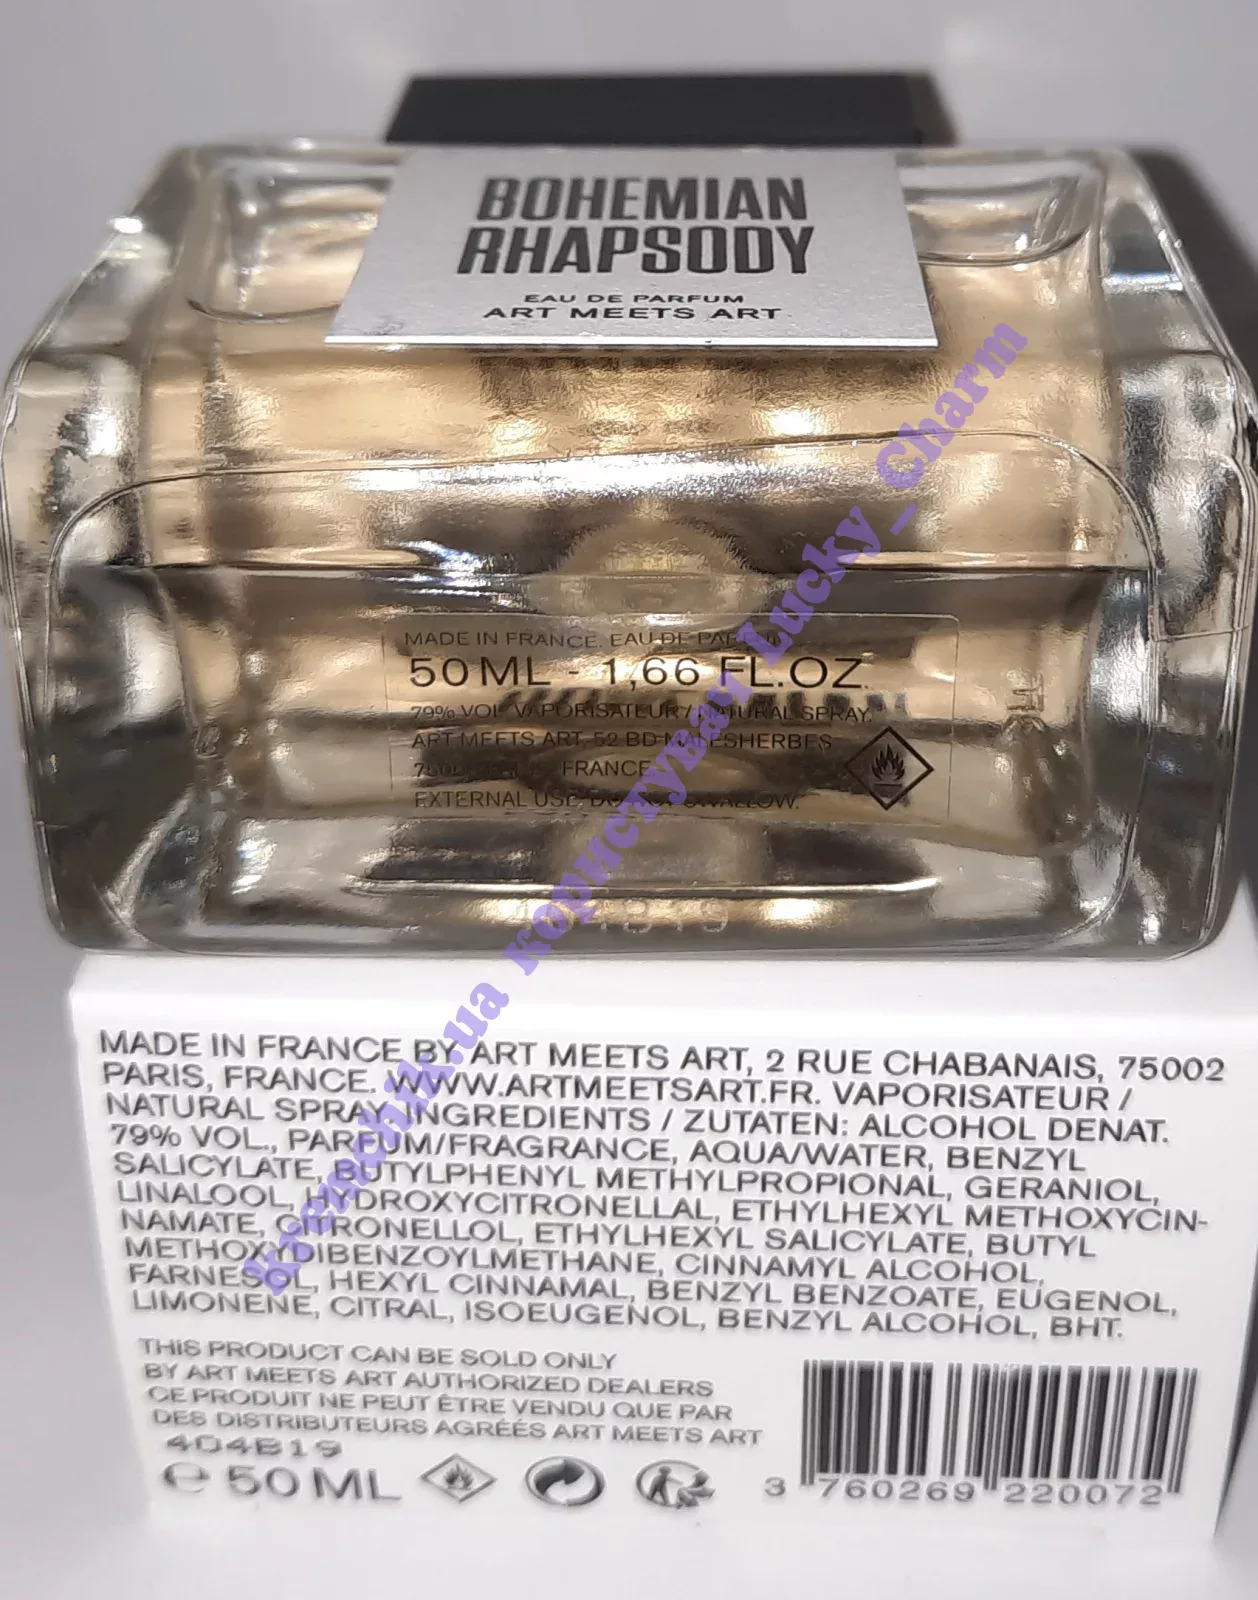 BOHEMIAN
RHAPSODY
EAU DE PARFUM
ART MEETS ART
MADE IN FRANCE. EAU DE PARFUM
50 ML - 1,66 FL.OZ.
79% VOL. VAPORISATEUR / NATURAL SPRAY.
ART MEETS ART, 52 BD MALESHERBES
FRANCE
EXTERNAL USE. DO NOT SWALLOW.
MADE IN FRANCE BY ART MEETS ART, 2 RUE CHABANAIS, 75002
PARIS, FRANCE. WWW.ARTMEETSART.FR. VAPORISATEUR /
NATURAL SPRAY INGREDIENTS / ZUTATEN: ALCOHOL DENAT.
79% VOL., PARFUM/FRAGRANCE, AQUA/WATER, BENZYL
SALICYLATE, BUTYLPHENYL METHYLPROPIONAL, GERANIOL,
LINALOOL, HYDROXYCITRONELLAL, ETHYLHEXYL METHOXYCIN-
NAMATE, CITRONELLOL, ETHYLHEXYL SALICYLATE, BUTYL
METHOXYDIBENZOYLMETHANE, CINNAMYL ALCOHOL,
FARNESOL, HEXYL CINNAMAL, BENZYL BENZOATE, EUGENOL,
LIMONENE, CITRAL, ISOEUGENOL, BENZYL ALCOHOL, BHT.
THIS PRODUCT CAN BE SOLD ONLY
BY ART MEETS ART AUTHORIZED DEALERS
CE PRODUIT NE PEUT ÊTRE VENDU QUE PAR
DES DISTRIBUTEURS AGRÉÉS ART MEETS ART
404B19
℮ 50 ML
3 760269 220072
kremchik.ua користувач Lucky_Charm